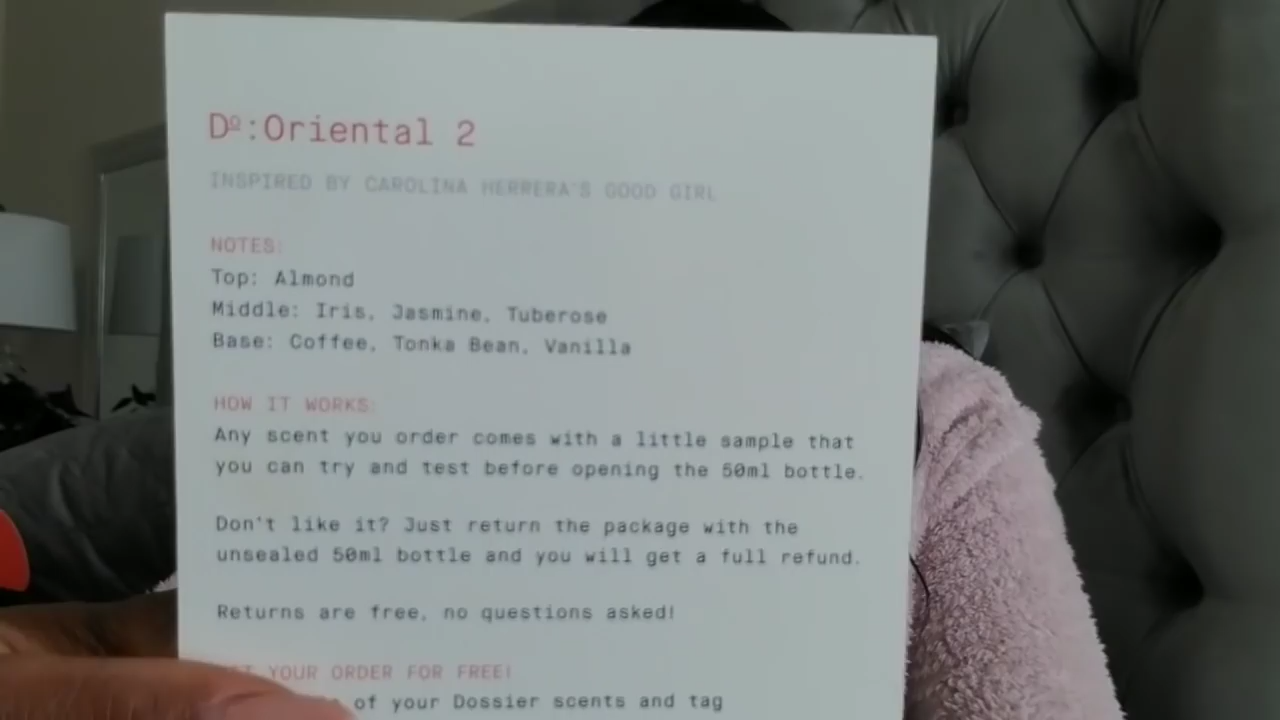 Dº:Oriental 2
INSPIRED BY CAROLINA HERRERA'S GOOD GIRL
NOTES:
Top: Almond
Middle: Iris, Jasmine, Tuberose
Base: Coffee, Tonka Bean, Vanilla
HOW IT WORKS:
Any scent you order comes with a little sample that
you can try and test before opening the 50ml bottle.
Don't like it? Just return the package with the
unsealed 50ml bottle and you will get a full refund.
Returns are free, no questions asked!
YOUR ORDER FOR FREE!
of your Dossier scents and tag